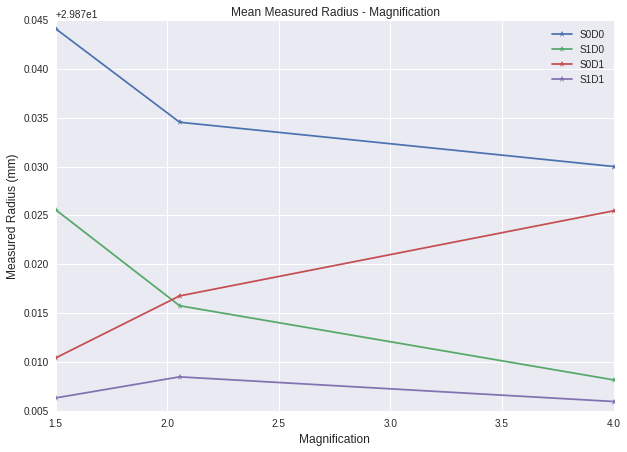 Mean Measured Radius - Magnification
+2.987e1
0.045
0.040
0.035
0.030
0.025
0.020
0.015
0.010
0.005
Measured Radius (mm)
S0D0
S1D0
S0D1
S1D1
1.5 2.0 2.5 3.0 3.5 4.0
Magnification